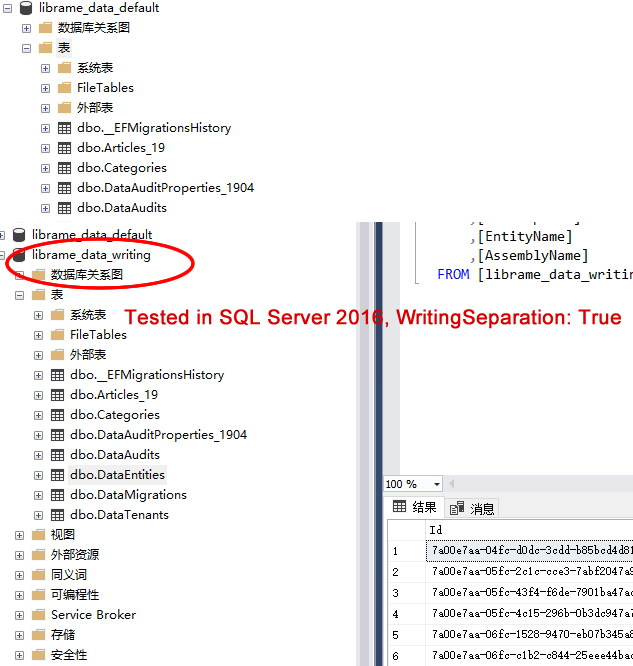 librame_data_default
数据库关系图
表
系统表
FileTables
外部表
dbo.__EFMigrationsHistory
dbo.Articles_19
dbo.Categories
dbo.DataAuditProperties_1904
dbo.DataAudits
librame_data_default
librame_data_writing
数据库关系图
表
系统表
FileTables
外部表
dbo.__EFMigrationsHistory
dbo.Articles_19
dbo.Categories
dbo.DataAuditProperties_1904
dbo.DataAudits
dbo.DataEntities
dbo.DataMigrations
dbo.DataTenants
视图
外部资源
同义词
可编程性
Service Broker
存储
安全性
Tested in SQL Server 2016, WritingSeparation: True
,[EntityName]
,[AssemblyName]
FROM [librame_data_writin
100 %
结果 消息
Id
1 7a00e7aa-04fc-d0dc-3cdd-b85bcd4d81
2 7a00e7aa-05fc-2c1c-cce3-7abf2047a9
3 7a00e7aa-05fc-43f4-f6de-7901ba47ac
4 7a00e7aa-05fc-4c15-296b-0b3dc947a7
5 7a00e7aa-06fc-1528-9470-eb07b345a8
6 7a00e7aa-06fc-c1b2-c844-25eee44bac